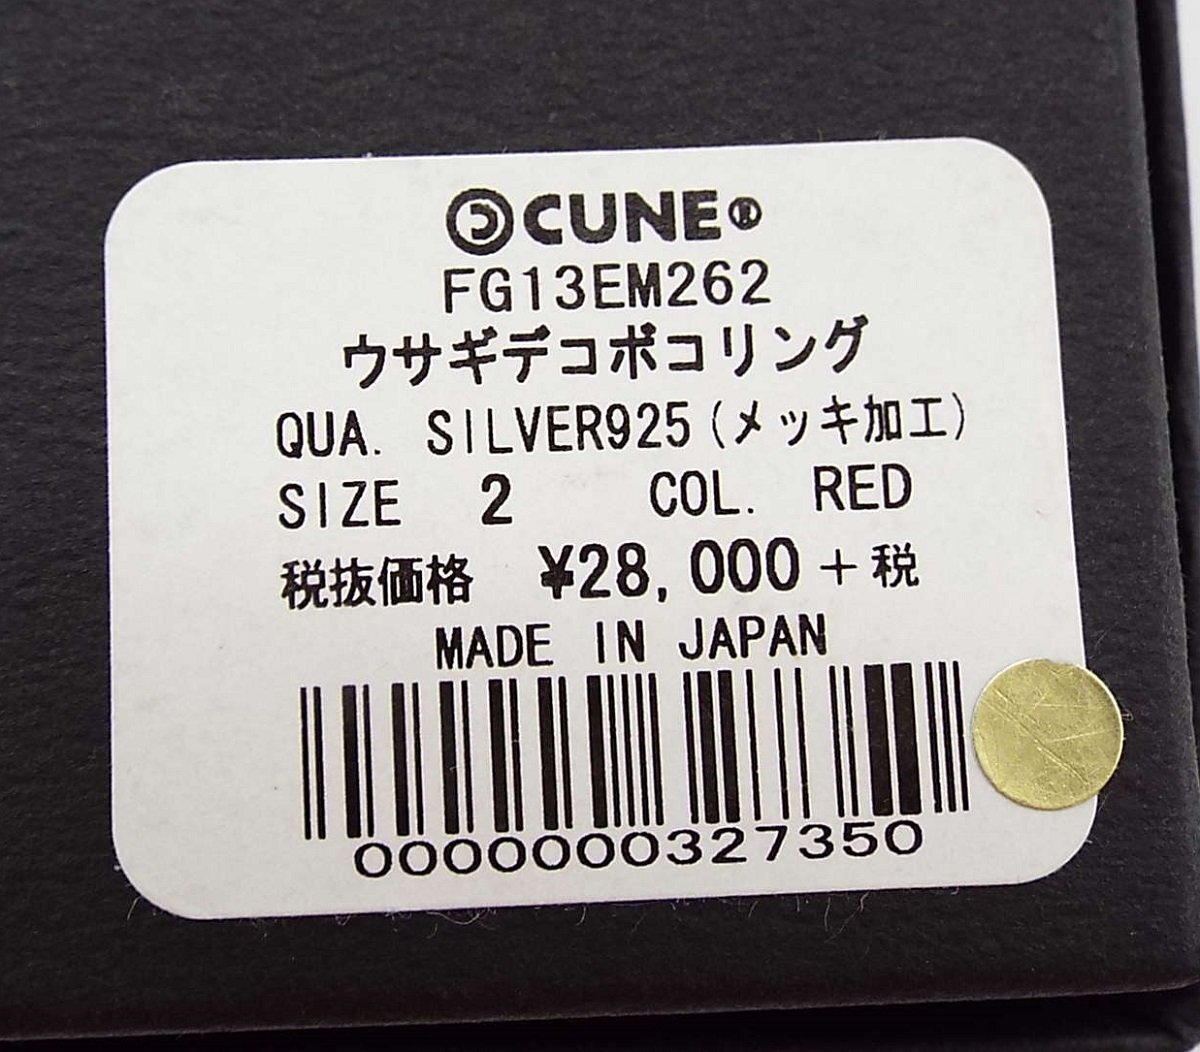 CUNE®
FG13EM262
ウサギデコボコリング
QUA. SILVER925(メッキ加工)
SIZE 2 COL. RED
税抜価格 ¥28,000+税
MADE IN JAPAN
0000000327350